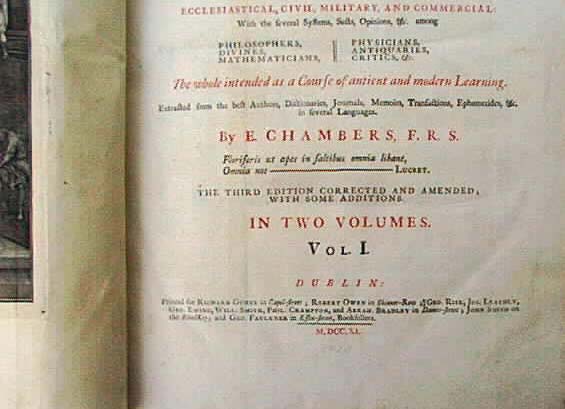 ECCLESIASTICAL, CIVIL, MILITARY, AND COMMERCIAL:
With the ſeveral Syſtems, Sects, Opinions, &c. among
PHILOSOPHERS,
DIVINES,
MATHEMATICIANS,
PHYSICIANS,
ANTIQUARIES,
CRITICS, &c.
The whole intended as a Courſe of antient and modern Learning.
Extracted from the beſt Authors, Dictionaries, Journals, Memoirs, Tranſactions, Ephemerides, &c.
in ſeveral Languages.
By E. CHAMBERS, F. R. S.
Floriferis ut apes in ſaltibus omnia libant,
Omnia nos LUCRET.
THE THIRD EDITION CORRECTED AND AMENDED;
WITH SOME ADDITIONS.
IN TWO VOLUMES.
VOL. I.
DUBLIN:
Printed for RICHARD GUNNE in Capel-ſtreet; ROBERT OWEN in Skinner-Row; GEO. RISK, JOS. LEATHLY,
GEO. EWING, WILL. SMITH, PHIL. CRAMPTON, and ABRAH. BRADLEY in Dame-ſtreet; JOHN SMITH on
the Blind Key; and GEO. FAULKNER in Eſſex-ſtreet, Bookſellers.
M,DCC,XL.